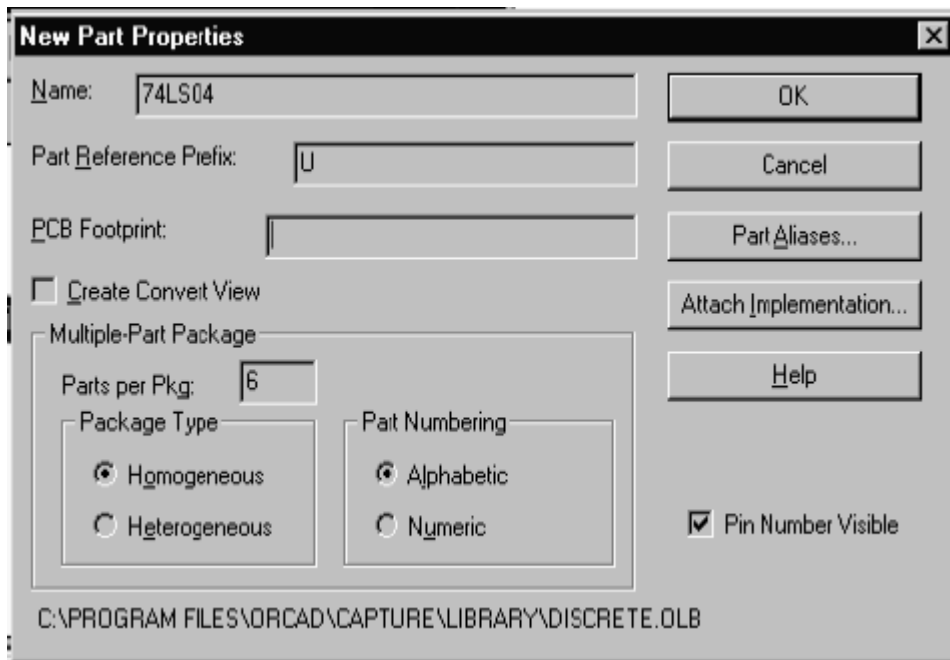 New Part Properties
Name: 74LS04
OK
Part Reference Prefix: U
Cancel
PCB Footprint:
Part Aliases...
Create Convert View
Attach Implementation...
Multiple-Part Package
Parts per Pkg: 6
Help
Package Type
Part Numbering
Homogeneous
Alphabetic
Heterogeneous
Numeric
Pin Number Visible
C:\PROGRAM FILES\ORCAD\CAPTURE\LIBRARY\DISCRETE.OLB